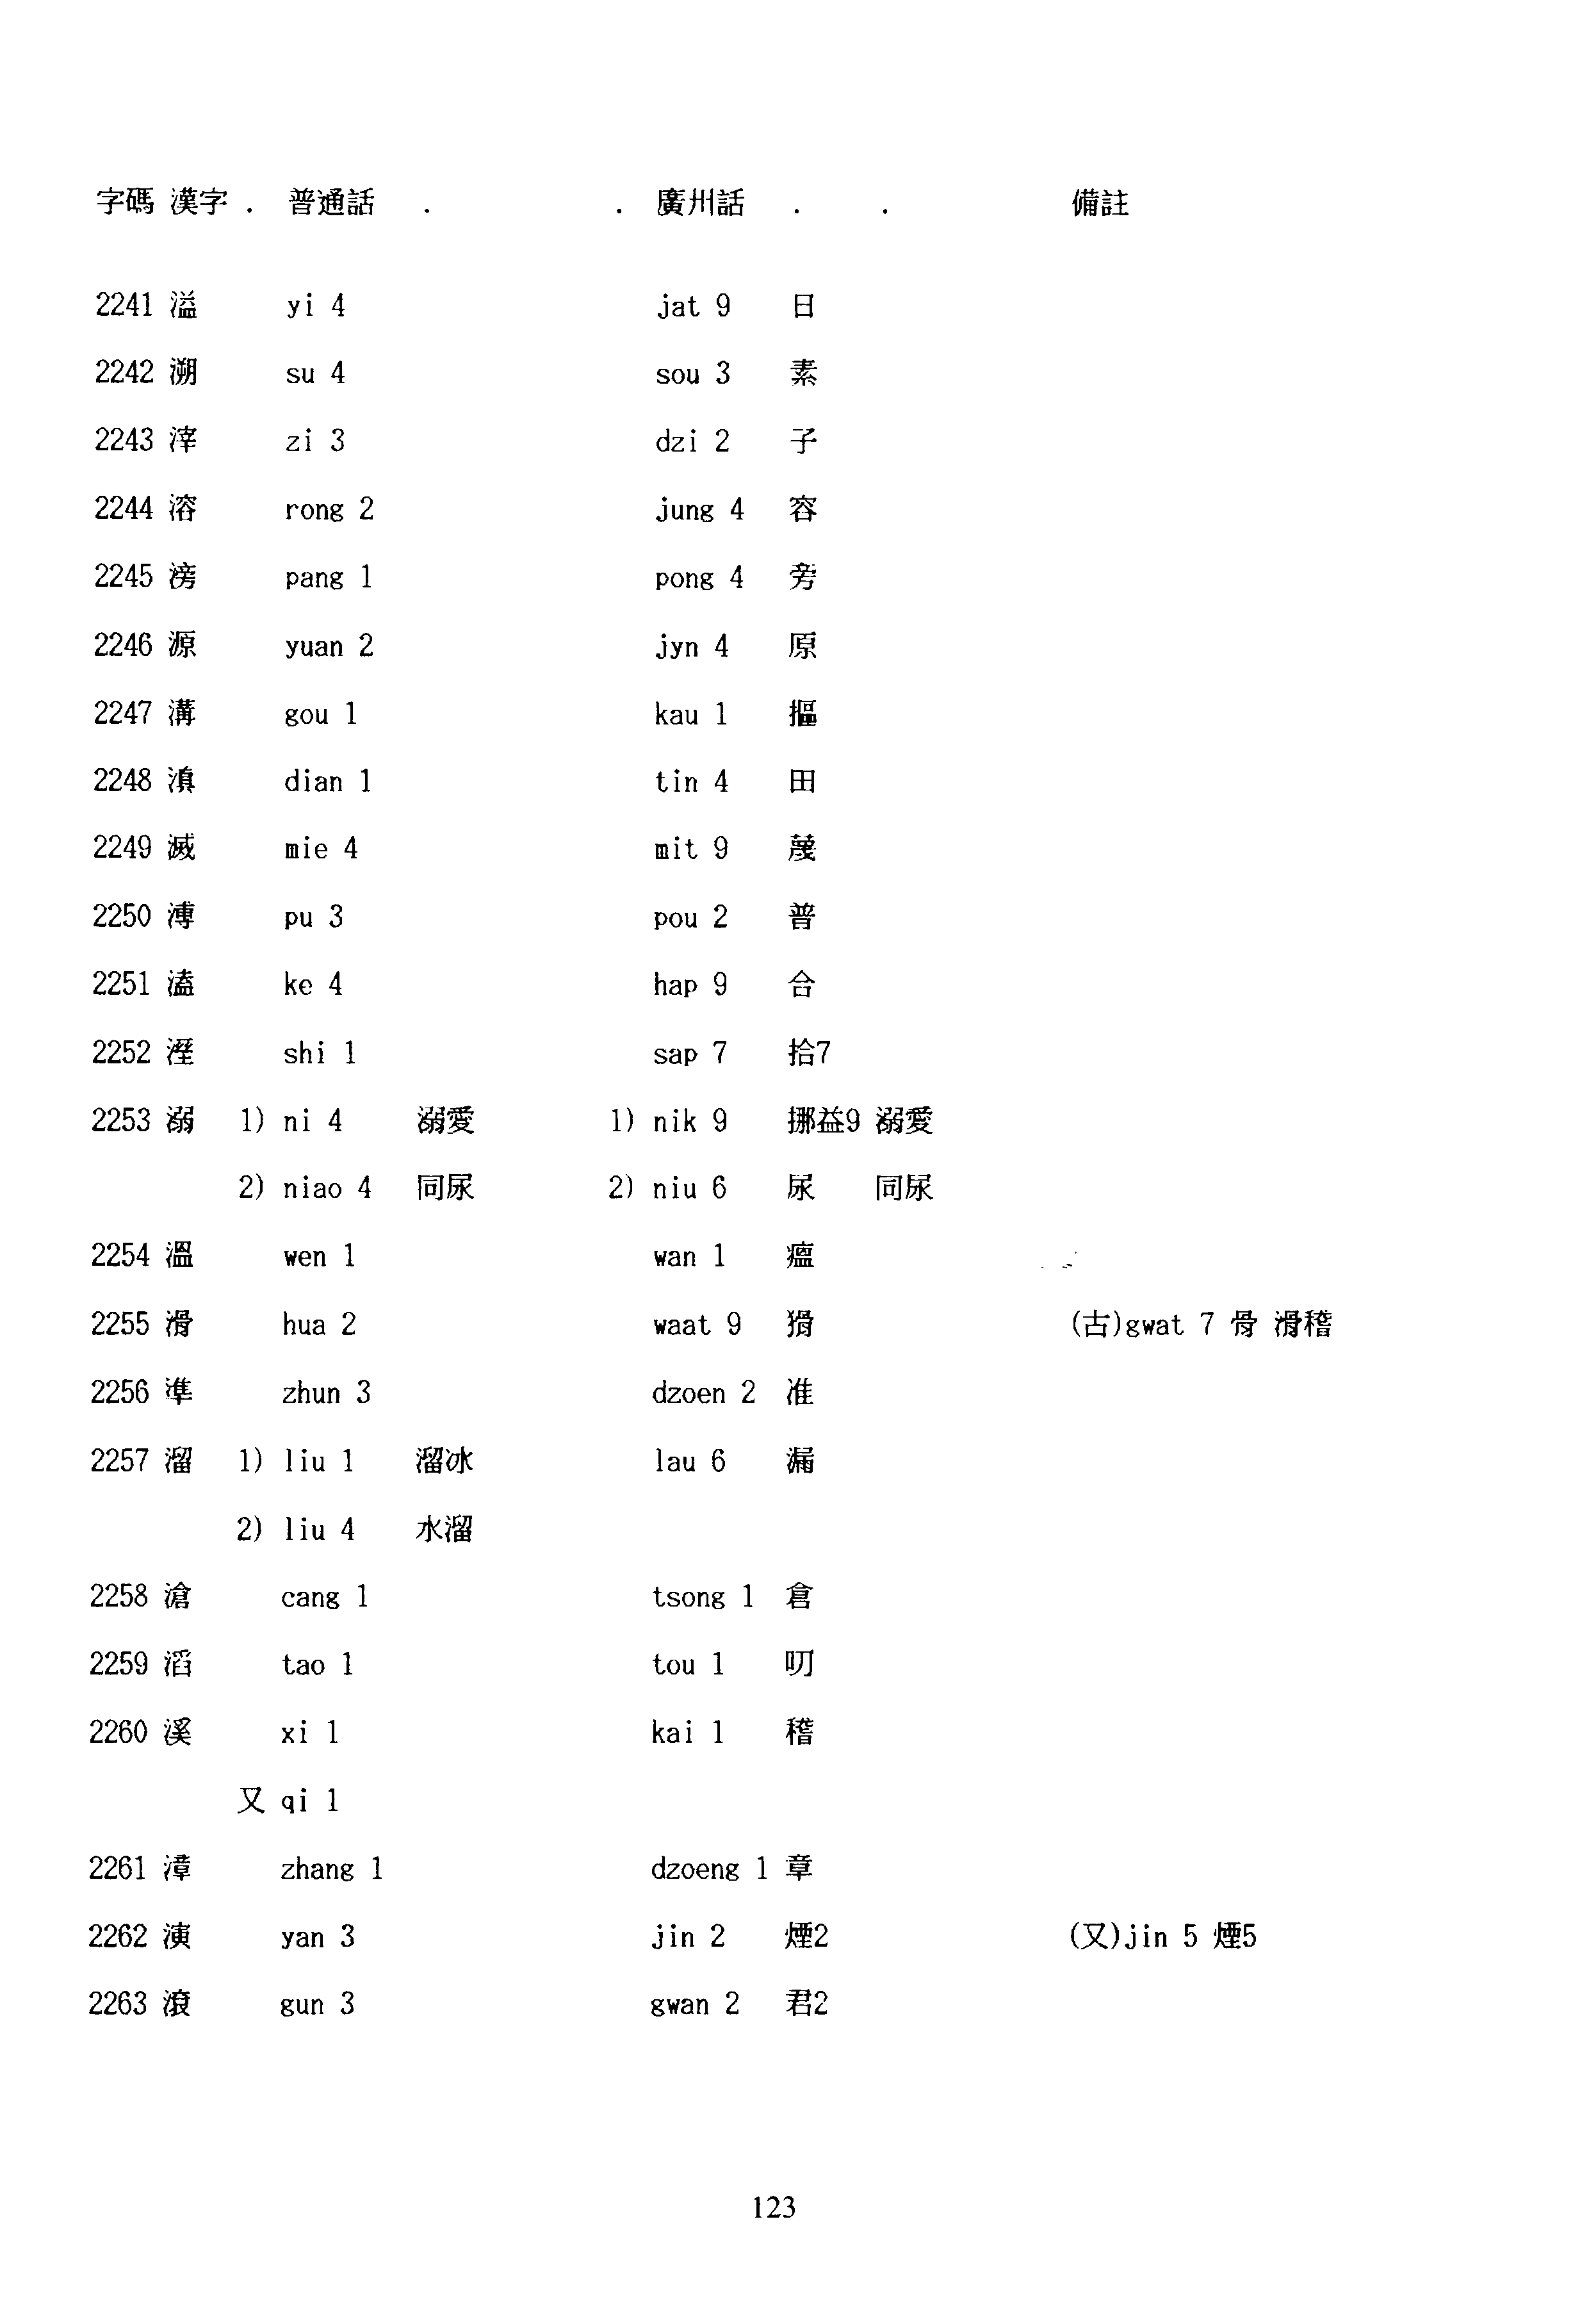 字碼 漢字 . 普通話 . . 廣州話 . . 備註
2241 溢 yi 4 jat 9 日
2242 溯 su 4 sou 3 素
2243 滓 zi 3 dzi 2 子
2244 溶 rong 2 jung 4 容
2245 滂 pang 1 pong 4 旁
2246 源 yuan 2 jyn 4 原
2247 溝 gou 1 kau 1 摳
2248 滇 dian 1 tin 4 田
2249 滅 mie 4 mit 9 蔑
2250 溥 pu 3 pou 2 普
2251 溘 ke 4 hap 9 合
2252 溼 shi 1 sap 7 拾7
2253 溺 1) ni 4 溺愛 1) nik 9 挪益9 溺愛
2) niao 4 同尿 2) niu 6 尿 同尿
2254 溫 wen 1 wan 1 瘟
2255 滑 hua 2 waat 9 猾 (古)gwat 7 骨 滑稽
2256 準 zhun 3 dzoen 2 准
2257 溜 1) liu 1 溜冰 lau 6 漏
2) liu 4 水溜
2258 滄 cang 1 tsong 1 倉
2259 滔 tao 1 tou 1 叨
2260 溪 xi 1 kai 1 稽
又 qi 1
2261 漳 zhang 1 dzoeng 1 章
2262 演 yan 3 jin 2 煙2 (又)jin 5 煙5
2263 滾 gun 3 gwan 2 君2
123